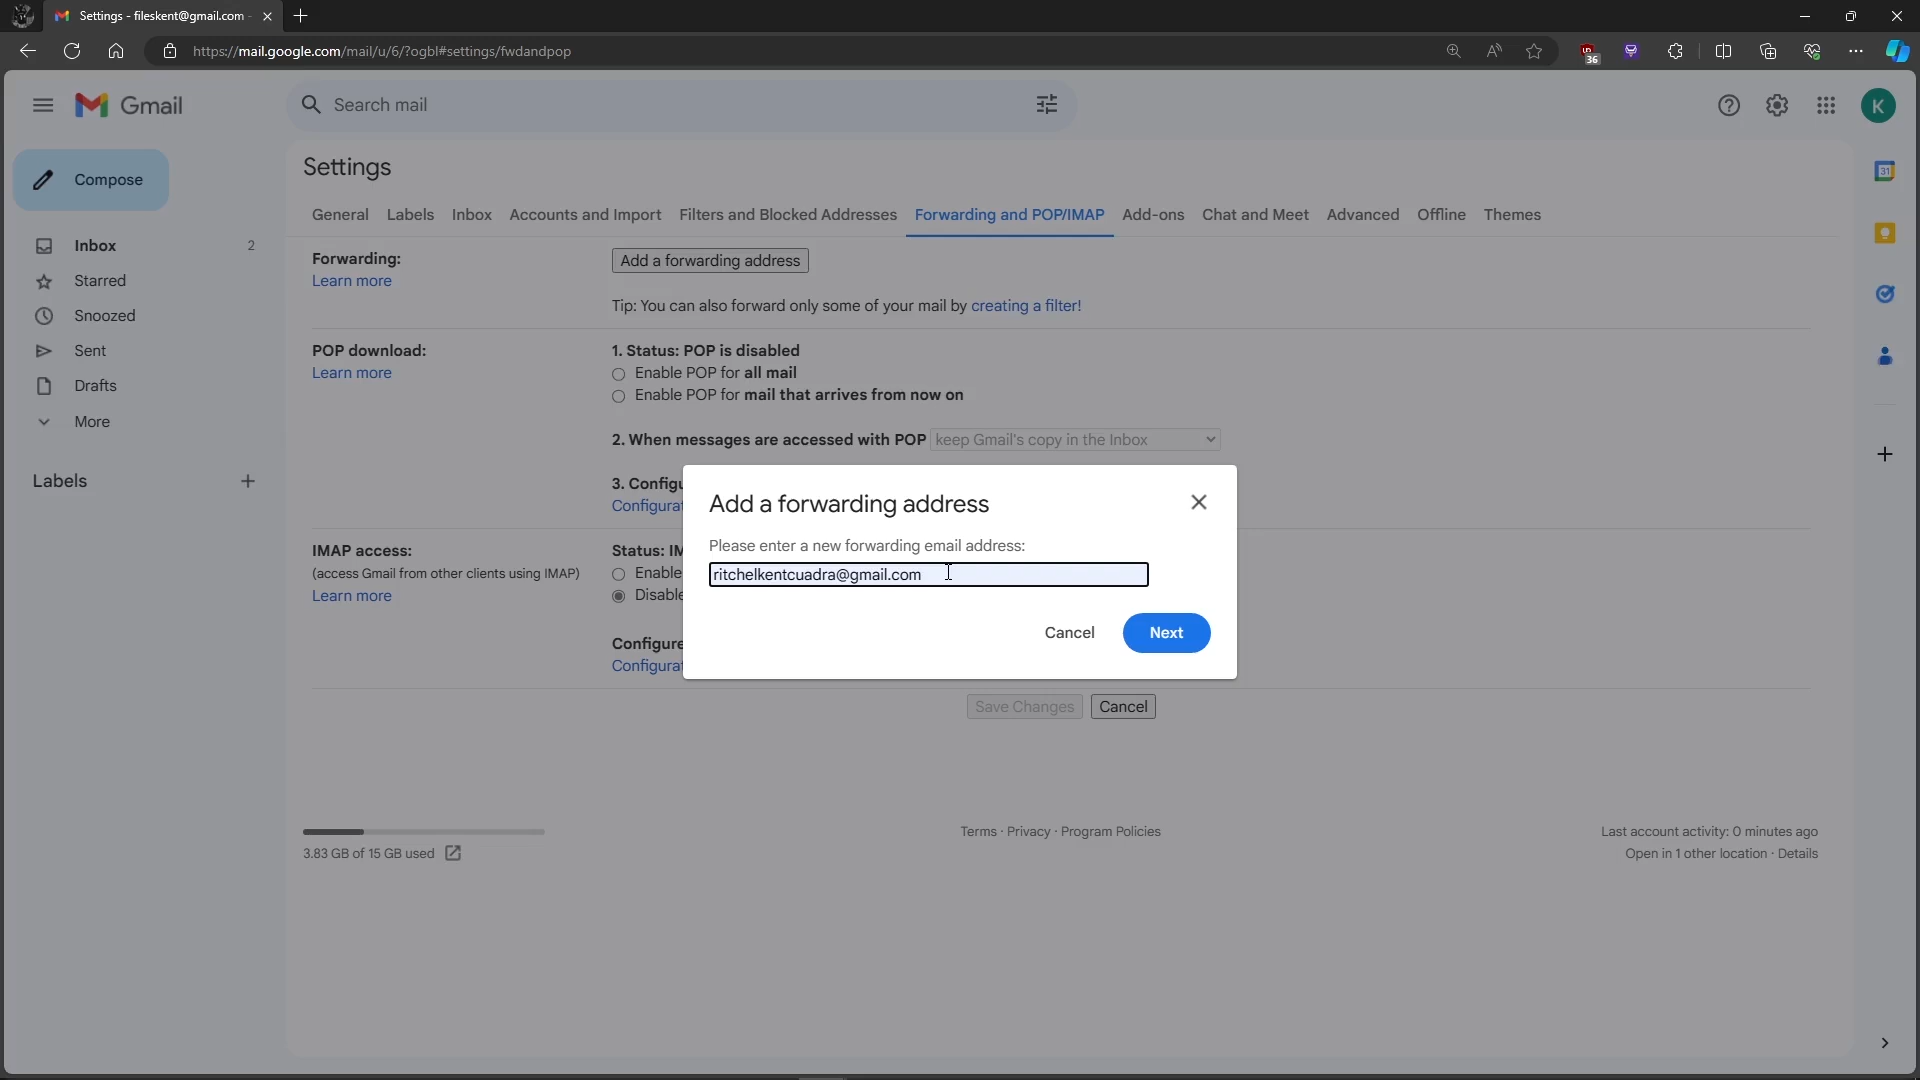 Settings - fileskent@gmail.com -
https://mail.google.com/mail/u/6/?ogbl#settings/fwdandpop
36
Gmail
Search mail
K
Compose
Inbox 2
Starred
Snoozed
Sent
Drafts
More
Labels
Settings
General Labels Inbox Accounts and Import Filters and Blocked Addresses Forwarding and POP/IMAP Add-ons Chat and Meet Advanced Offline Themes
Forwarding:
Learn more
Add a forwarding address
Tip: You can also forward only some of your mail by creating a filter!
POP download:
Learn more
1. Status: POP is disabled
Enable POP for all mail
Enable POP for mail that arrives from now on
2. When messages are accessed with POP keep Gmail's copy in the Inbox
3. Configu
Configurat
IMAP access:
(access Gmail from other clients using IMAP)
Learn more
Status: IM
Enable
Disable
Configure
Configurat
Add a forwarding address
Please enter a new forwarding email address:
ritchelkentcuadra@gmail.com
Cancel Next
Save Changes Cancel
3.83 GB of 15 GB used
Terms · Privacy · Program Policies
Last account activity: 0 minutes ago
Open in 1 other location · Details
31